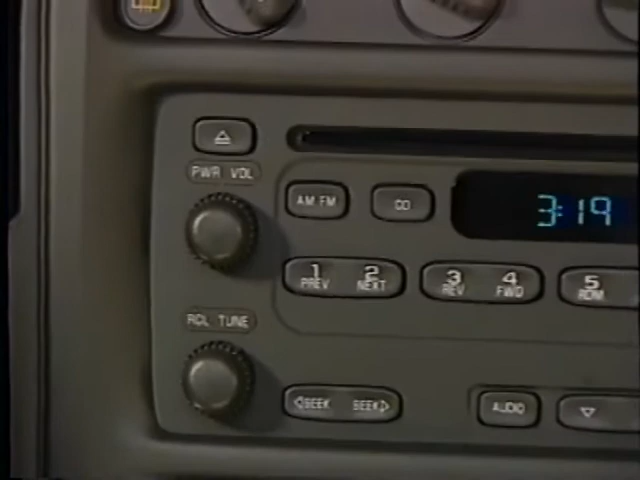 PWR VOL
AM FM
CD
3:19
1 2 3 4 5
PREV NEXT REV FWD RDM
RCL TUNE
SEEK SEEK
AUDIO